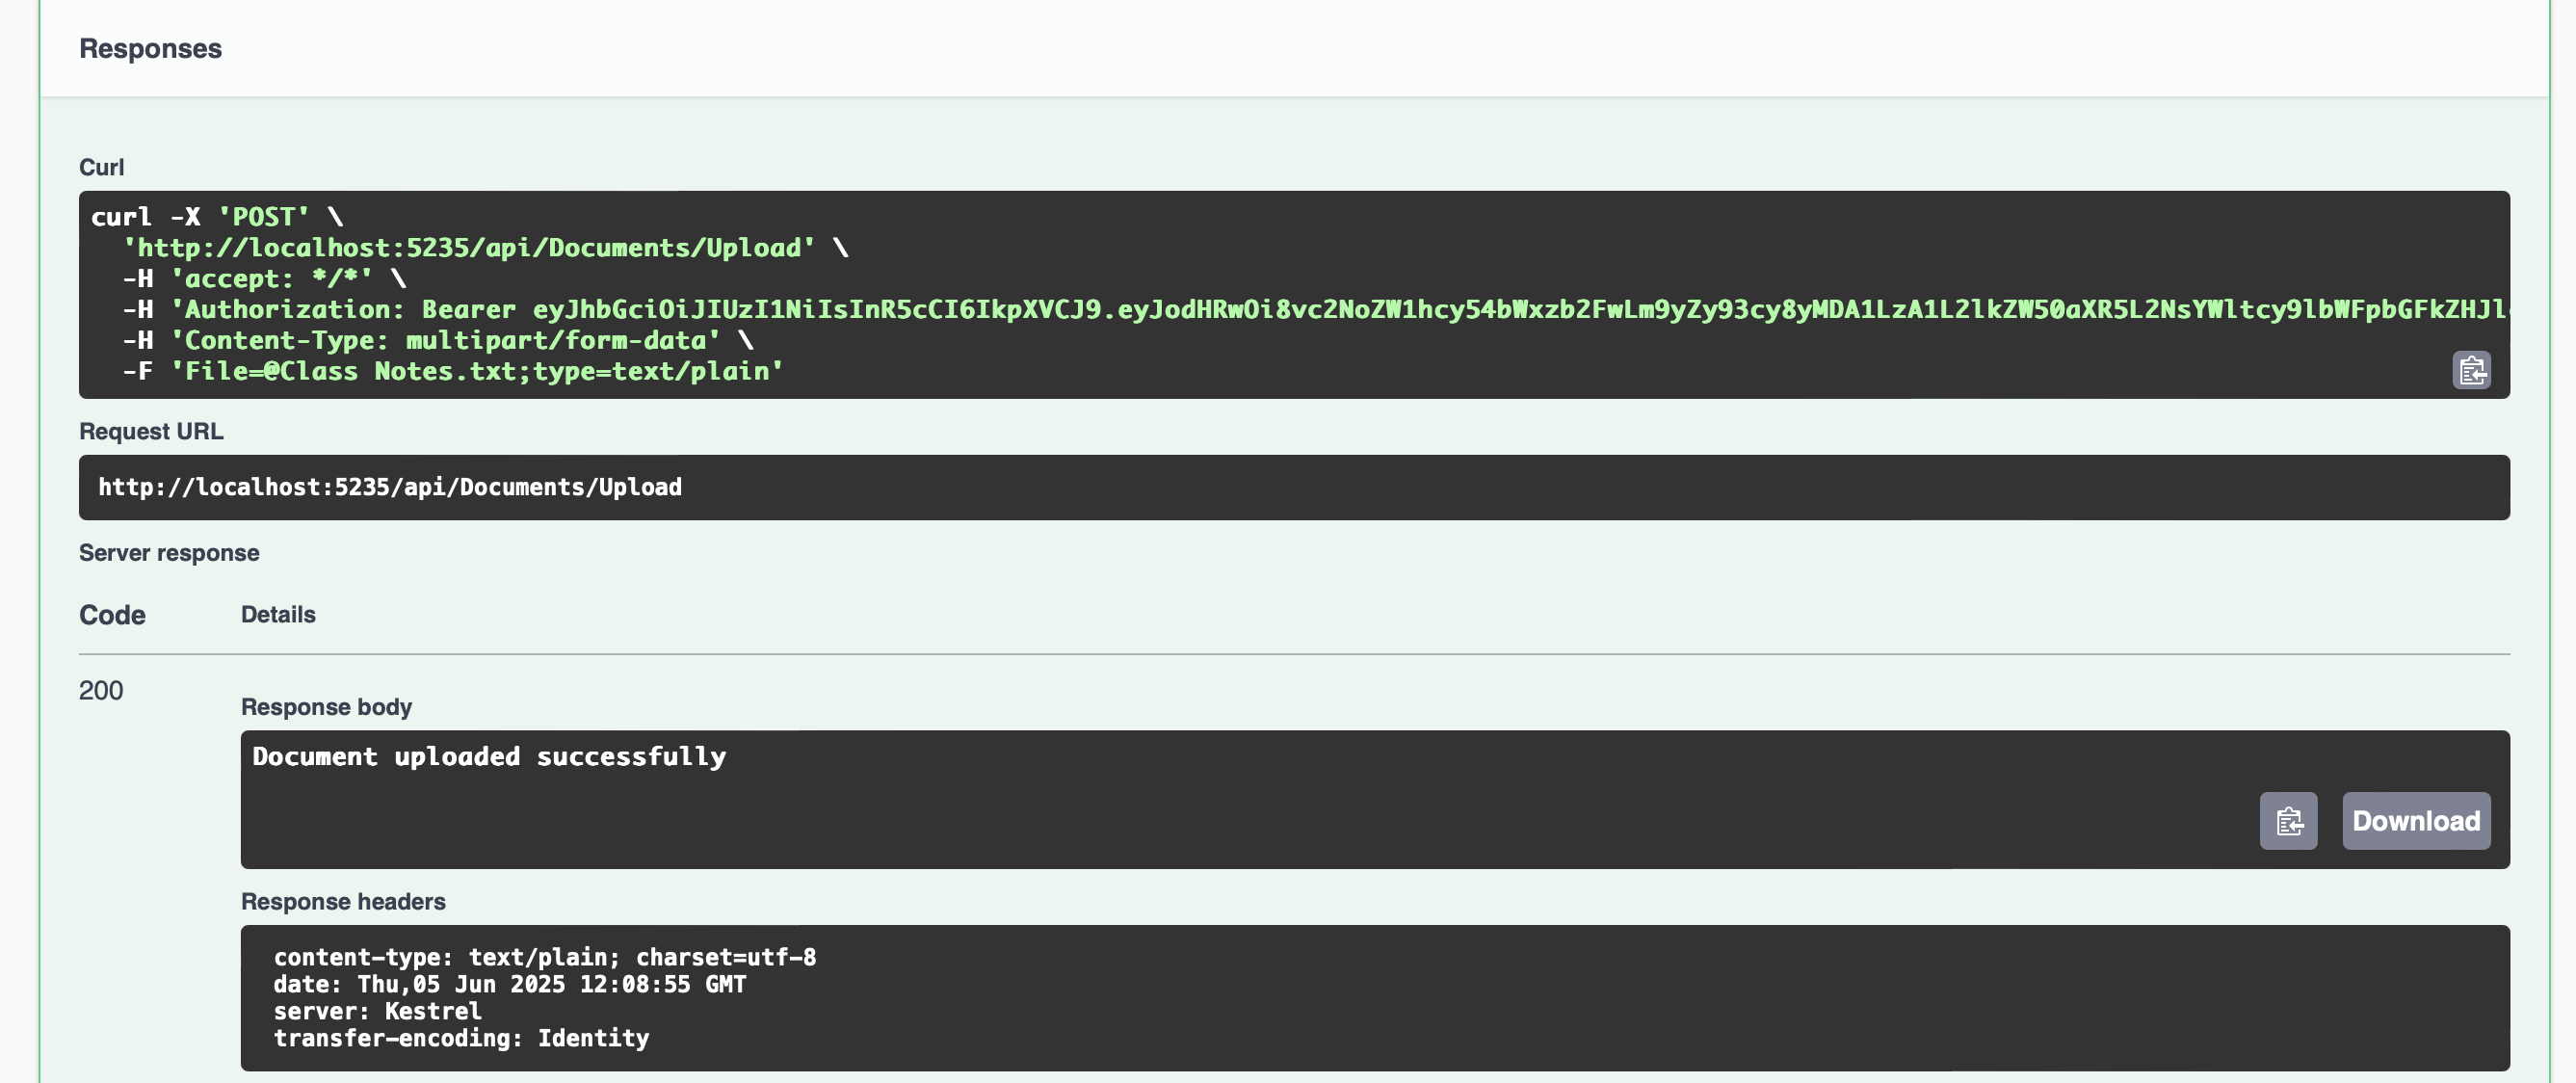 Responses
Curl
curl -X 'POST' \
'http://localhost:5235/api/Documents/Upload' \
-H 'accept: */*' \
-H 'Authorization: Bearer eyJhbGciOiJIUzI1NiIsInR5cCI6IkpXVCJ9.eyJodHRwOi8vc2NoZW1hcy54bWxzb2FwLm9yZy93cy8yMDA1LzA1L2lkZW50aXR5L2NsYWltcy9lbWFpbGFkZHJl
-H 'Content-Type: multipart/form-data' \
-F 'File=@Class Notes.txt;type=text/plain'
Request URL
http://localhost:5235/api/Documents/Upload
Server response
Code Details
200
Response body
Document uploaded successfully
Download
Response headers
content-type: text/plain; charset=utf-8
date: Thu,05 Jun 2025 12:08:55 GMT
server: Kestrel
transfer-encoding: Identity